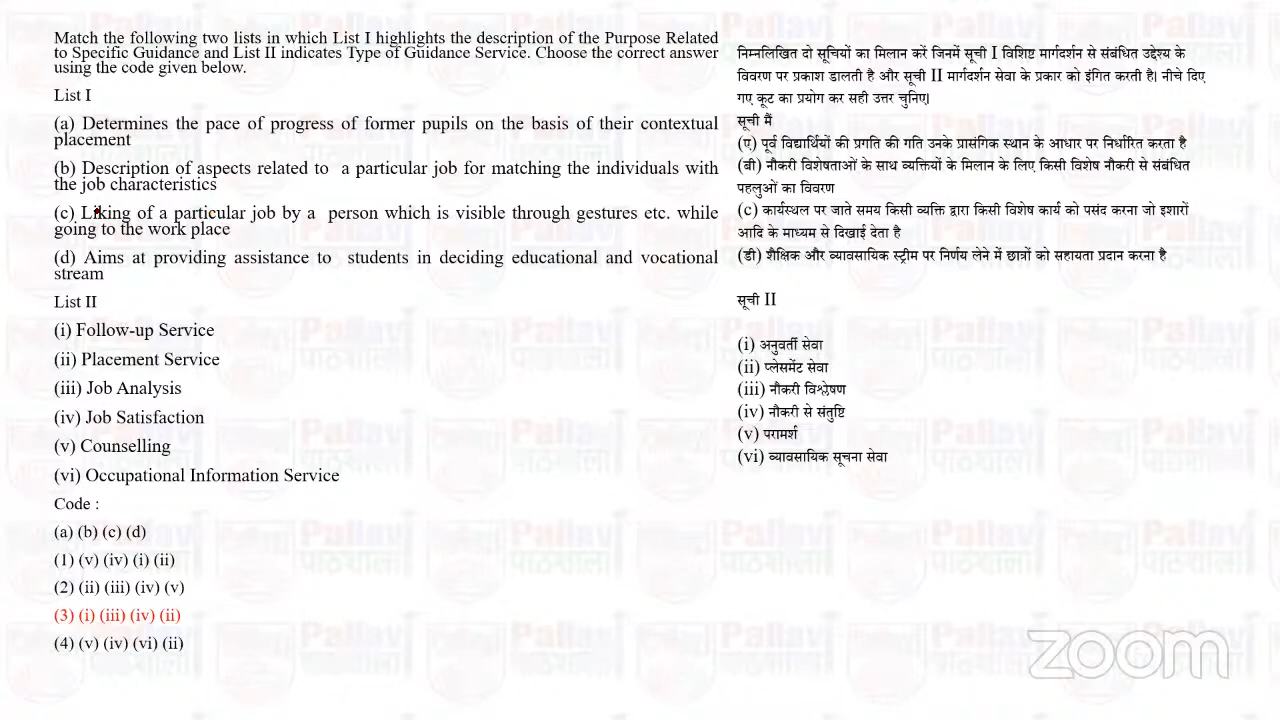 Match the following two lists in which List I highlights the description of the Purpose Related
to Specific Guidance and List II indicates Type of Guidance Service. Choose the correct answer
using the code given below.
List I
(a) Determines the pace of progress of former pupils on the basis of their contextual
placement
(b) Description of aspects related to a particular job for matching the individuals with
the job characteristics
(c) Liking of a particular job by a person which is visible through gestures etc. while
going to the work place
(d) Aims at providing assistance to students in deciding educational and vocational
stream
List II
(i) Follow-up Service
(ii) Placement Service
(iii) Job Analysis
(iv) Job Satisfaction
(v) Counselling
(vi) Occupational Information Service
Code :
(a) (b) (c) (d)
(1) (v) (iv) (i) (ii)
(2) (ii) (iii) (iv) (v)
(3) (i) (iii) (iv) (ii)
(4) (v) (iv) (vi) (ii)
निम्नलिखित दो सूचियों का मिलान करें जिनमें सूची I विशिष्ट मार्गदर्शन से संबंधित उद्देश्य के
विवरण पर प्रकाश डालती है और सूची II मार्गदर्शन सेवा के प्रकार को इंगित करती है। नीचे दिए
गए कूट का प्रयोग कर सही उत्तर चुनिए।
सूची मैं
(ए) पूर्व विद्यार्थियों की प्रगति की गति उनके प्रासंगिक स्थान के आधार पर निर्धारित करता है
(बी) नौकरी विशेषताओं के साथ व्यक्तियों के मिलान के लिए किसी विशेष नौकरी से संबंधित
पहलुओं का विवरण
(c) कार्यस्थल पर जाते समय किसी व्यक्ति द्वारा किसी विशेष कार्य को पसंद करना जो इशारों
आदि के माध्यम से दिखाई देता है
(डी) शैक्षिक और व्यावसायिक स्ट्रीम पर निर्णय लेने में छात्रों को सहायता प्रदान करना है
सूची II
(i) अनुवर्ती सेवा
(ii) प्लेसमेंट सेवा
(iii) नौकरी विश्लेषण
(iv) नौकरी से संतुष्टि
(v) परामर्श
(vi) व्यावसायिक सूचना सेवा
zoom